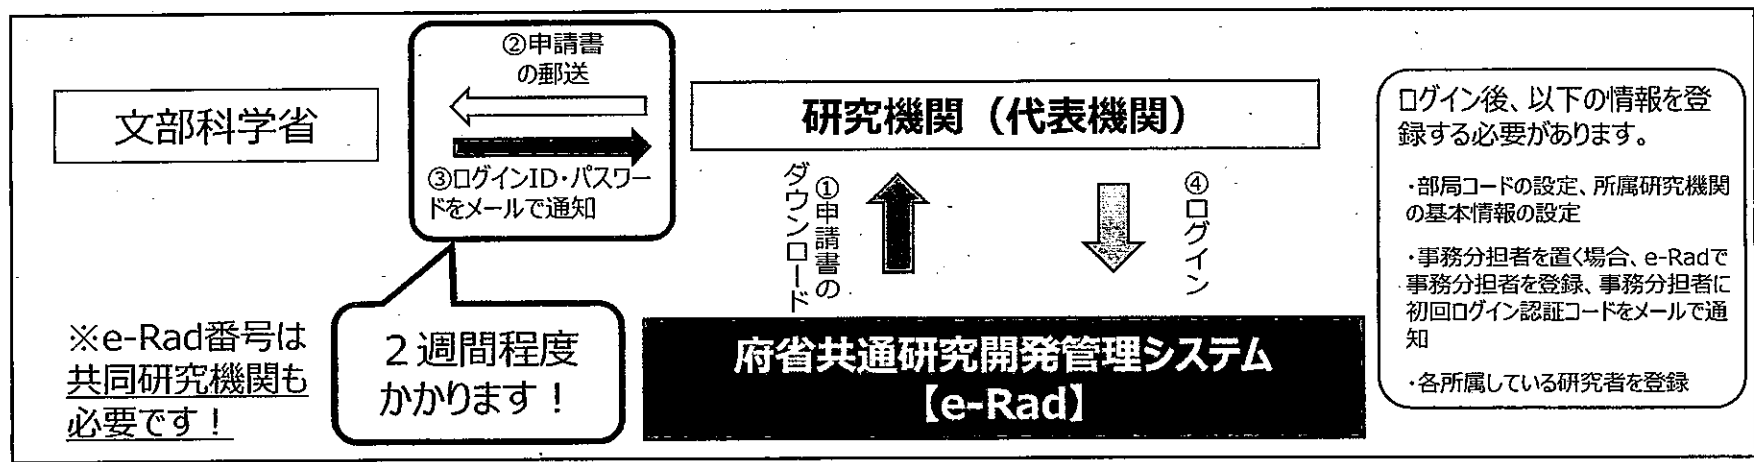 文部科学省
②申請書
の郵送
③ログインID・パスワー
ドをメールで通知
研究機関（代表機関）
①申請書の
ダウンロード
④ログイン
府省共通研究開発管理システム
【e-Rad】
２週間程度
かかります！
※e-Rad番号は
共同研究機関も
必要です！
ログイン後、以下の情報を登
録する必要があります。
・部局コードの設定、所属研究機関
の基本情報の設定
・事務分担者を置く場合、e-Radで
事務分担者を登録、事務分担者に
初回ログイン認証コードをメールで通
知
・各所属している研究者を登録